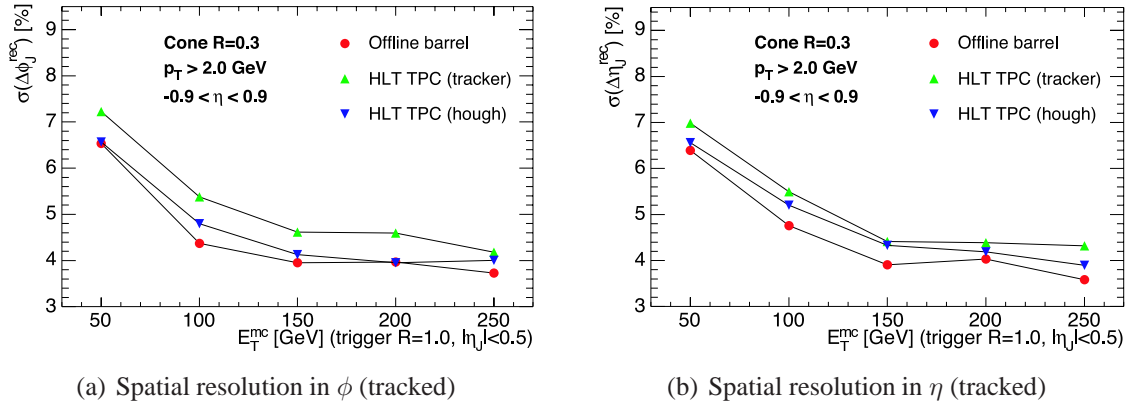 σ(Δφ_J^rec) [%]
9
8
7
6
5
4
3
Cone R=0.3
p_T > 2.0 GeV
-0.9 < η < 0.9
Offline barrel
HLT TPC (tracker)
HLT TPC (hough)
50 100 150 200 250
E_T^mc [GeV] (trigger R=1.0, |η_J|<0.5)
(a) Spatial resolution in φ (tracked)
σ(Δη_J^rec) [%]
9
8
7
6
5
4
3
Cone R=0.3
p_T > 2.0 GeV
-0.9 < η < 0.9
Offline barrel
HLT TPC (tracker)
HLT TPC (hough)
50 100 150 200 250
E_T^mc [GeV] (trigger R=1.0, |η_J|<0.5)
(b) Spatial resolution in η (tracked)